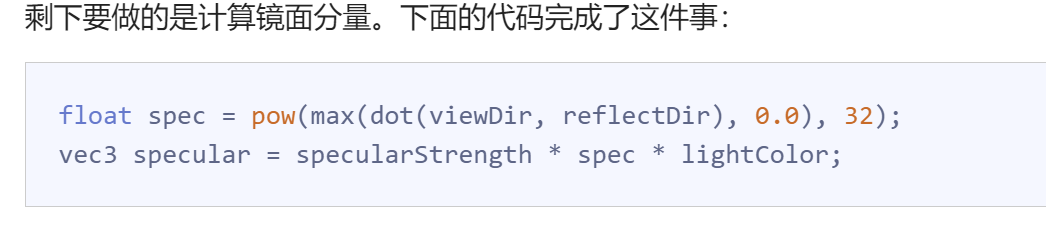 剩下要做的是计算镜面分量。下面的代码完成了这件事：
float spec = pow(max(dot(viewDir, reflectDir), 0.0), 32);
vec3 specular = specularStrength * spec * lightColor;